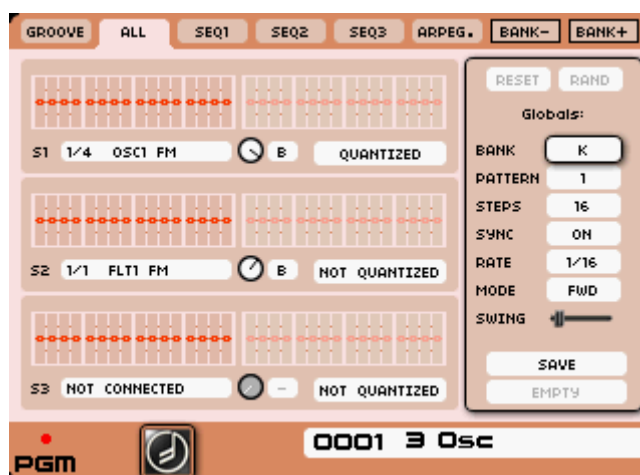 GROOVE ALL SEQ1 SEQ2 SEQ3 ARPEG. BANK- BANK+
RESET RAND
Globals:
BANK K
PATTERN 1
STEPS 16
SYNC ON
RATE 1/16
MODE FWD
SWING
SAVE
EMPTY
S1 1/4 OSC1 FM B QUANTIZED
S2 1/1 FLT1 FM B NOT QUANTIZED
S3 NOT CONNECTED - NOT QUANTIZED
PGM 0001 3 Osc